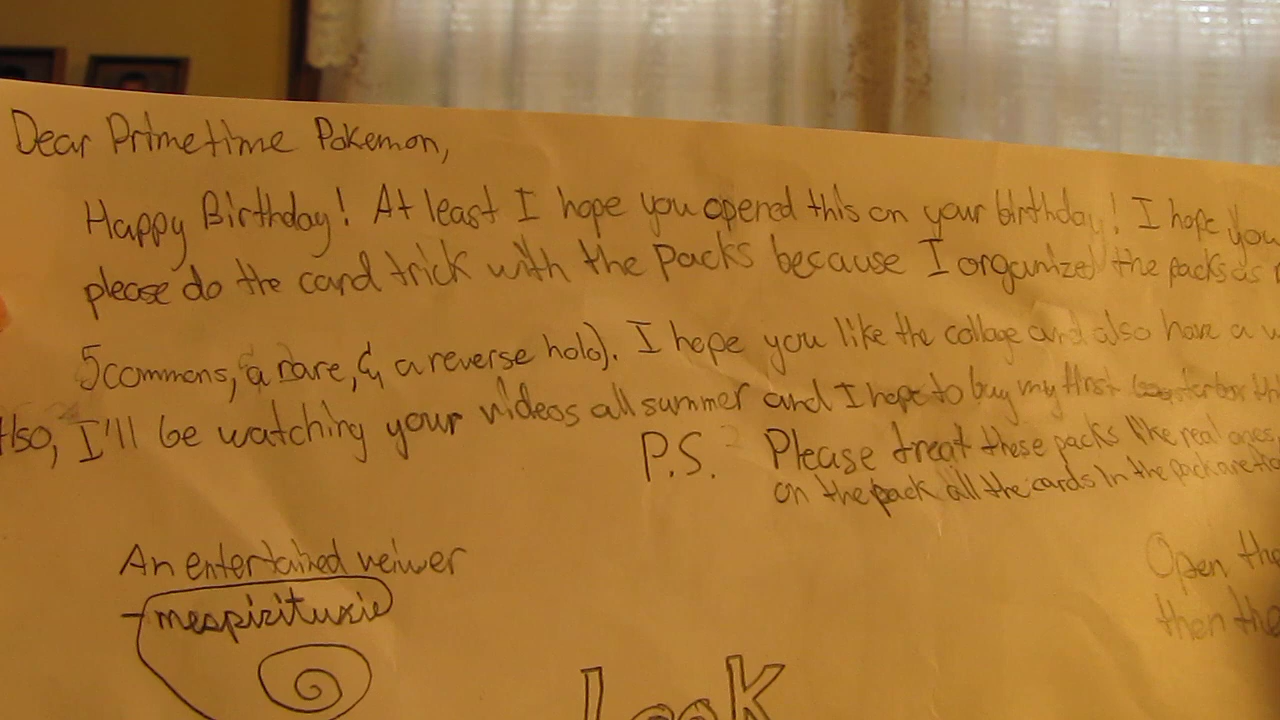 Dear Primetime Pokemon,
Happy Birthday! At least I hope you opened this on your birthday! I hope you
please do the card trick with the packs because I organized the packs as
5 commons, a rare, & a reverse holo). I hope you like the collage and also have a
Also, I'll be watching your videos all summer and I hope to buy my first
P.S. Please treat these packs like real ones,
on the pack all the cards in the pack are
An entertained veiwer
-mespirituxie
Open the
then the
Look